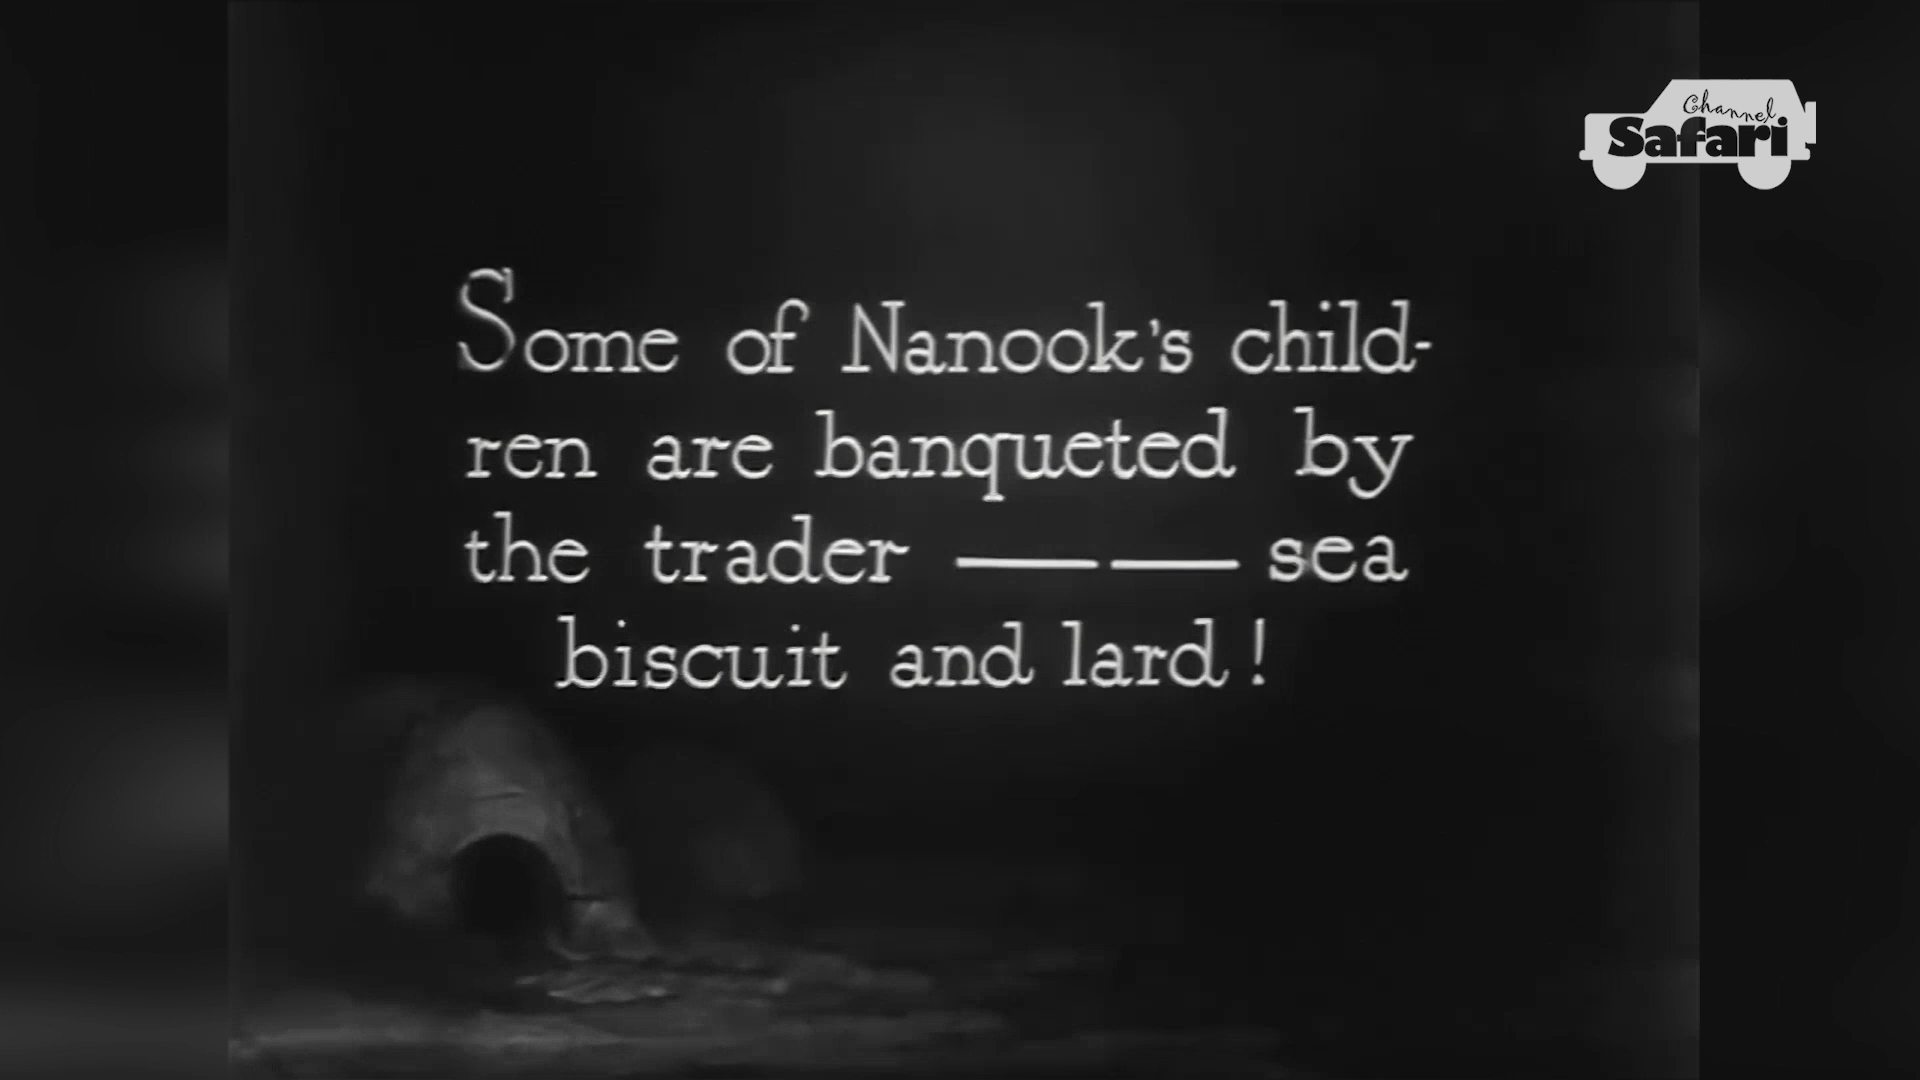 Channel
Safari
Some of Nanook's child-
ren are banqueted by
the trader —— sea
biscuit and lard!